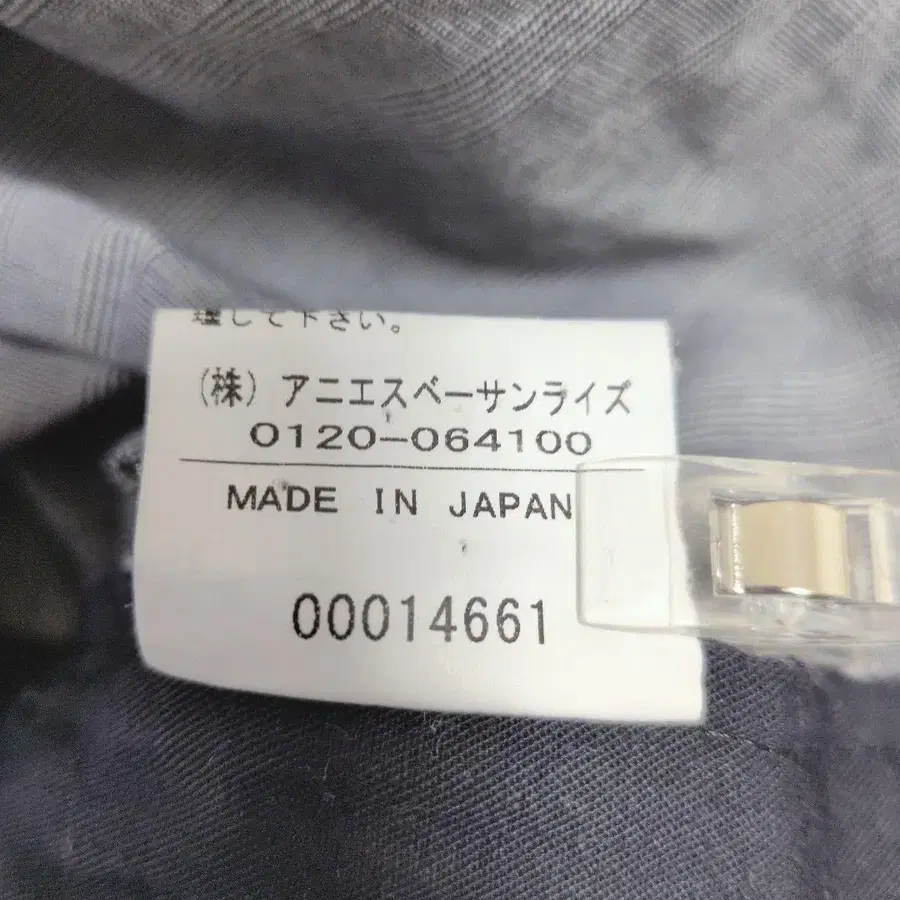 理して下さい。
(株) アニエスベーサンライズ
0120-064100
MADE IN JAPAN
00014661